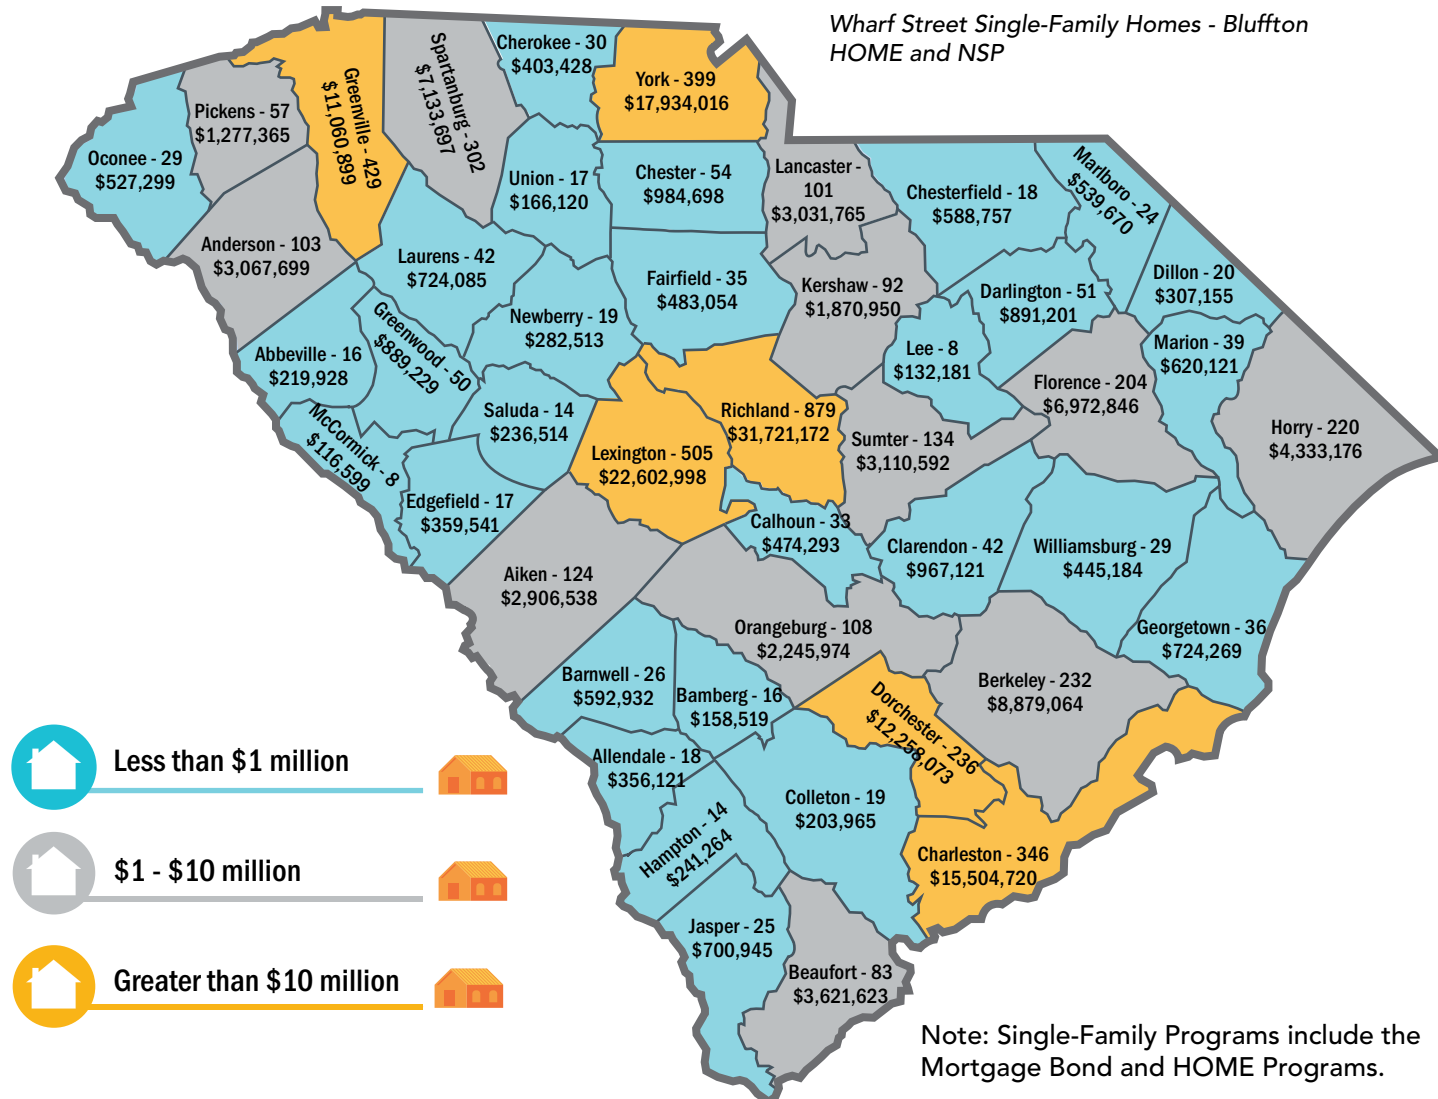 Wharf Street Single-Family Homes - Bluffton
HOME and NSP
Cherokee - 30
$403,428
York - 399
$17,934,016
Spartanburg - 302
$7,133,697
Greenville - 429
$11,060,899
Pickens - 57
$1,277,365
Oconee - 29
$527,299
Union - 17
$166,120
Chester - 54
$984,698
Lancaster -
101
$3,031,765
Chesterfield - 18
$588,757
Marlboro - 24
$539,670
Anderson - 103
$3,067,699
Laurens - 42
$724,085
Fairfield - 35
$483,054
Kershaw - 92
$1,870,950
Darlington - 51
$891,201
Dillon - 20
$307,155
Newberry - 19
$282,513
Greenwood - 50
$889,229
Abbeville - 16
$219,928
Lee - 8
$132,181
Marion - 39
$620,121
Florence - 204
$6,972,846
Saluda - 14
$236,514
Richland - 879
$31,721,172
Lexington - 505
$22,602,998
Sumter - 134
$3,110,592
Horry - 220
$4,333,176
McCormick - 8
$116,599
Edgefield - 17
$359,541
Calhoun - 33
$474,293
Clarendon - 42
$967,121
Williamsburg - 29
$445,184
Aiken - 124
$2,906,538
Orangeburg - 108
$2,245,974
Georgetown - 36
$724,269
Barnwell - 26
$592,932
Bamberg - 16
$158,519
Berkeley - 232
$8,879,064
Dorchester - 236
$12,258,073
Allendale - 18
$356,121
Colleton - 19
$203,965
Hampton - 14
$241,264
Charleston - 346
$15,504,720
Jasper - 25
$700,945
Beaufort - 83
$3,621,623
Less than $1 million
$1 - $10 million
Greater than $10 million
Note: Single-Family Programs include the
Mortgage Bond and HOME Programs.